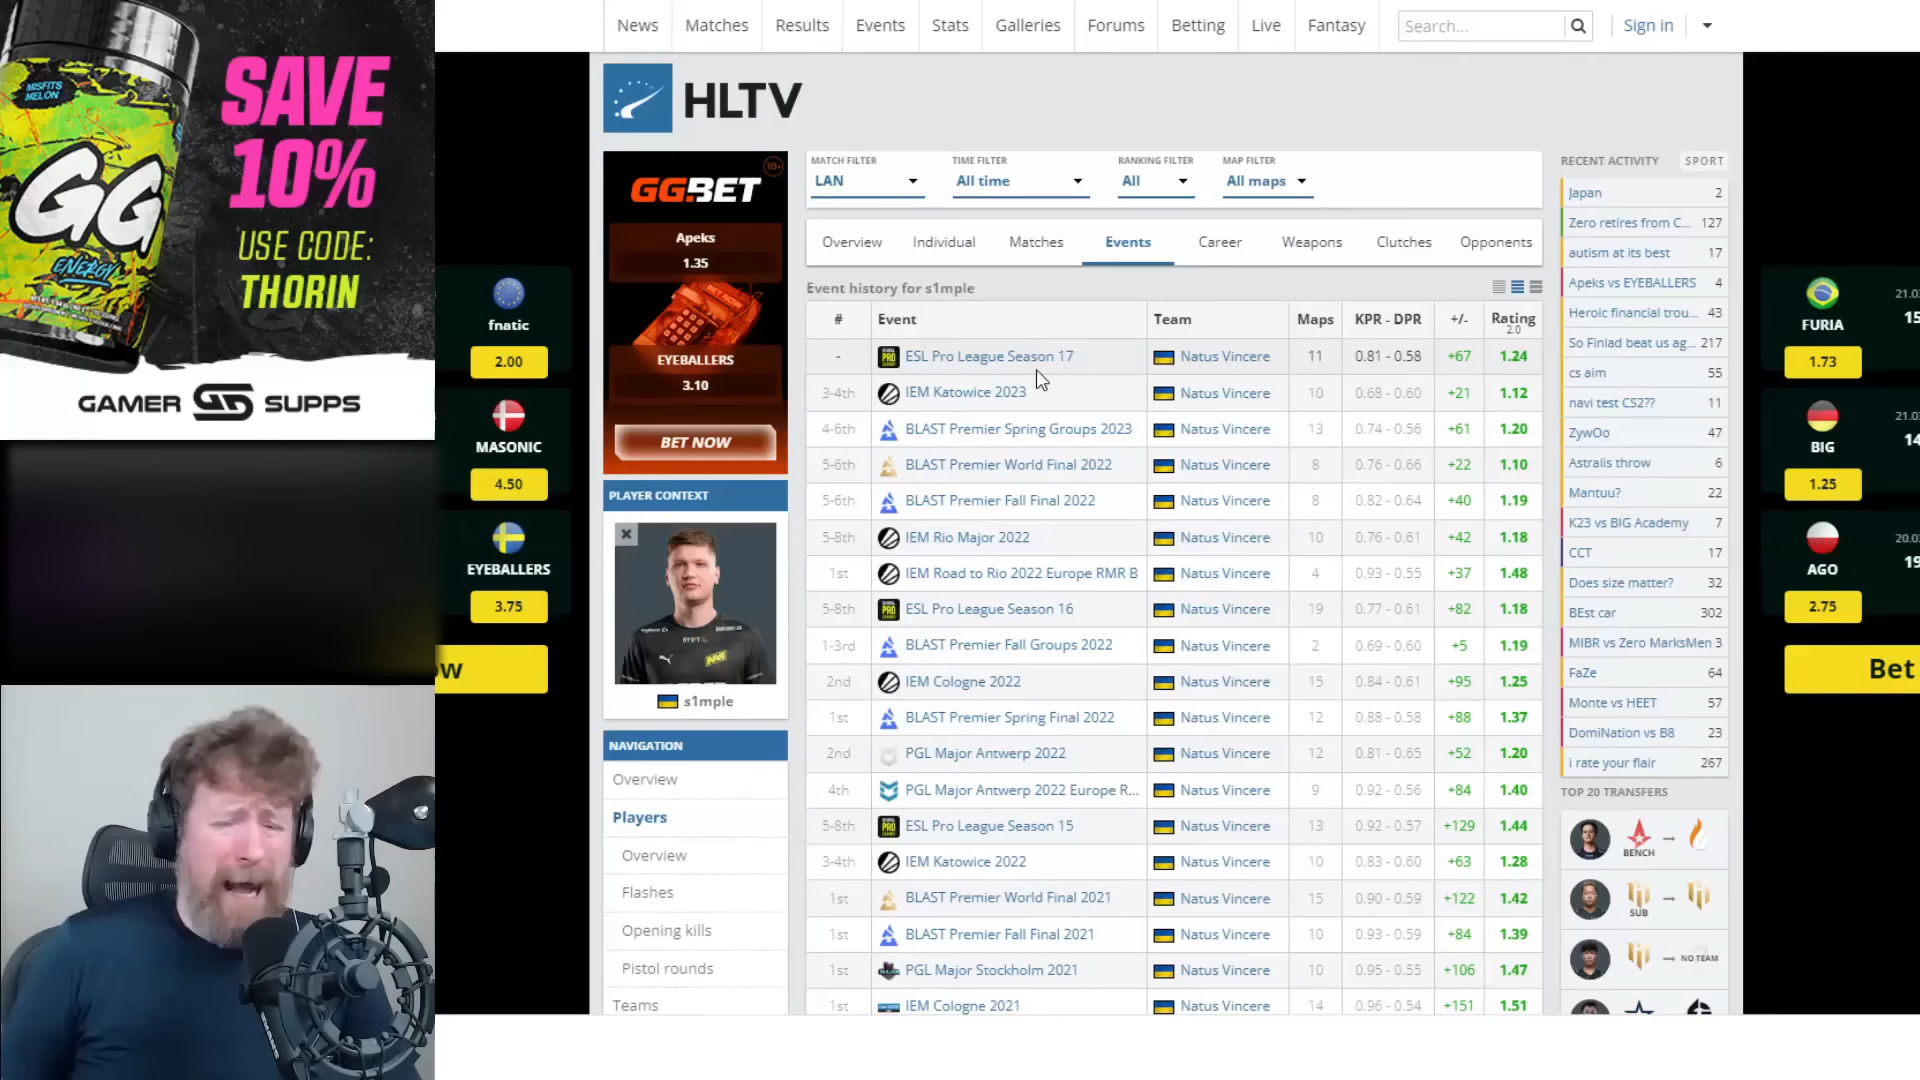 MISFITS
MELON
GG
ENERGY
SAVE
10%
USE CODE:
THORIN
GAMER SUPPS
News
Matches
Results
Events
Stats
Galleries
Forums
Betting
Live
Fantasy
Search...
Sign in
HLTV
fnatic
2.00
MASONIC
4.50
EYEBALLERS
3.75
GG.BET
18+
Apeks
1.35
BET NOW
EYEBALLERS
3.10
BET NOW
PLAYER CONTEXT
NAVI
s1mple
NAVIGATION
Overview
Players
Overview
Flashes
Opening kills
Pistol rounds
Teams
MATCH FILTER
LAN
TIME FILTER
All time
RANKING FILTER
All
MAP FILTER
All maps
Overview
Individual
Matches
Events
Career
Weapons
Clutches
Opponents
Event history for s1mple
# Event Team Maps KPR - DPR +/- Rating 2.0
- ESL Pro League Season 17 Natus Vincere 11 0.81 - 0.58 +67 1.24
3-4th IEM Katowice 2023 Natus Vincere 10 0.68 - 0.60 +21 1.12
4-6th BLAST Premier Spring Groups 2023 Natus Vincere 13 0.74 - 0.56 +61 1.20
5-6th BLAST Premier World Final 2022 Natus Vincere 8 0.76 - 0.66 +22 1.10
5-6th BLAST Premier Fall Final 2022 Natus Vincere 8 0.82 - 0.64 +40 1.19
5-8th IEM Rio Major 2022 Natus Vincere 10 0.76 - 0.61 +42 1.18
1st IEM Road to Rio 2022 Europe RMR B Natus Vincere 4 0.93 - 0.55 +37 1.48
5-8th ESL Pro League Season 16 Natus Vincere 19 0.77 - 0.61 +82 1.18
1-3rd BLAST Premier Fall Groups 2022 Natus Vincere 2 0.69 - 0.60 +5 1.19
2nd IEM Cologne 2022 Natus Vincere 15 0.84 - 0.61 +95 1.25
1st BLAST Premier Spring Final 2022 Natus Vincere 12 0.88 - 0.58 +88 1.37
2nd PGL Major Antwerp 2022 Natus Vincere 12 0.81 - 0.65 +52 1.20
4th PGL Major Antwerp 2022 Europe R... Natus Vincere 9 0.92 - 0.56 +84 1.40
5-8th ESL Pro League Season 15 Natus Vincere 13 0.92 - 0.57 +129 1.44
3-4th IEM Katowice 2022 Natus Vincere 10 0.83 - 0.60 +63 1.28
1st BLAST Premier World Final 2021 Natus Vincere 15 0.90 - 0.59 +122 1.42
1st BLAST Premier Fall Final 2021 Natus Vincere 10 0.93 - 0.59 +84 1.39
1st PGL Major Stockholm 2021 Natus Vincere 10 0.95 - 0.55 +106 1.47
1st IEM Cologne 2021 Natus Vincere 14 0.96 - 0.54 +151 1.51
RECENT ACTIVITY SPORT
Japan 2
Zero retires from C... 127
autism at its best 17
Apeks vs EYEBALLERS 4
Heroic financial trou... 43
So Finlad beat us ag... 217
cs aim 55
navi test CS2?? 11
ZywOo 47
Astralis throw 6
Mantuu? 22
K23 vs BIG Academy 7
CCT 17
Does size matter? 32
BEst car 302
MIBR vs Zero MarksMen 3
FaZe 64
Monte vs HEET 57
DomiNation vs B8 23
i rate your flair 267
TOP 20 TRANSFERS
BENCH
SUB
NO TEAM
FURIA
1.73
21.0
15
BIG
1.25
21.0
14
AGO
2.75
20.0
19
Bet